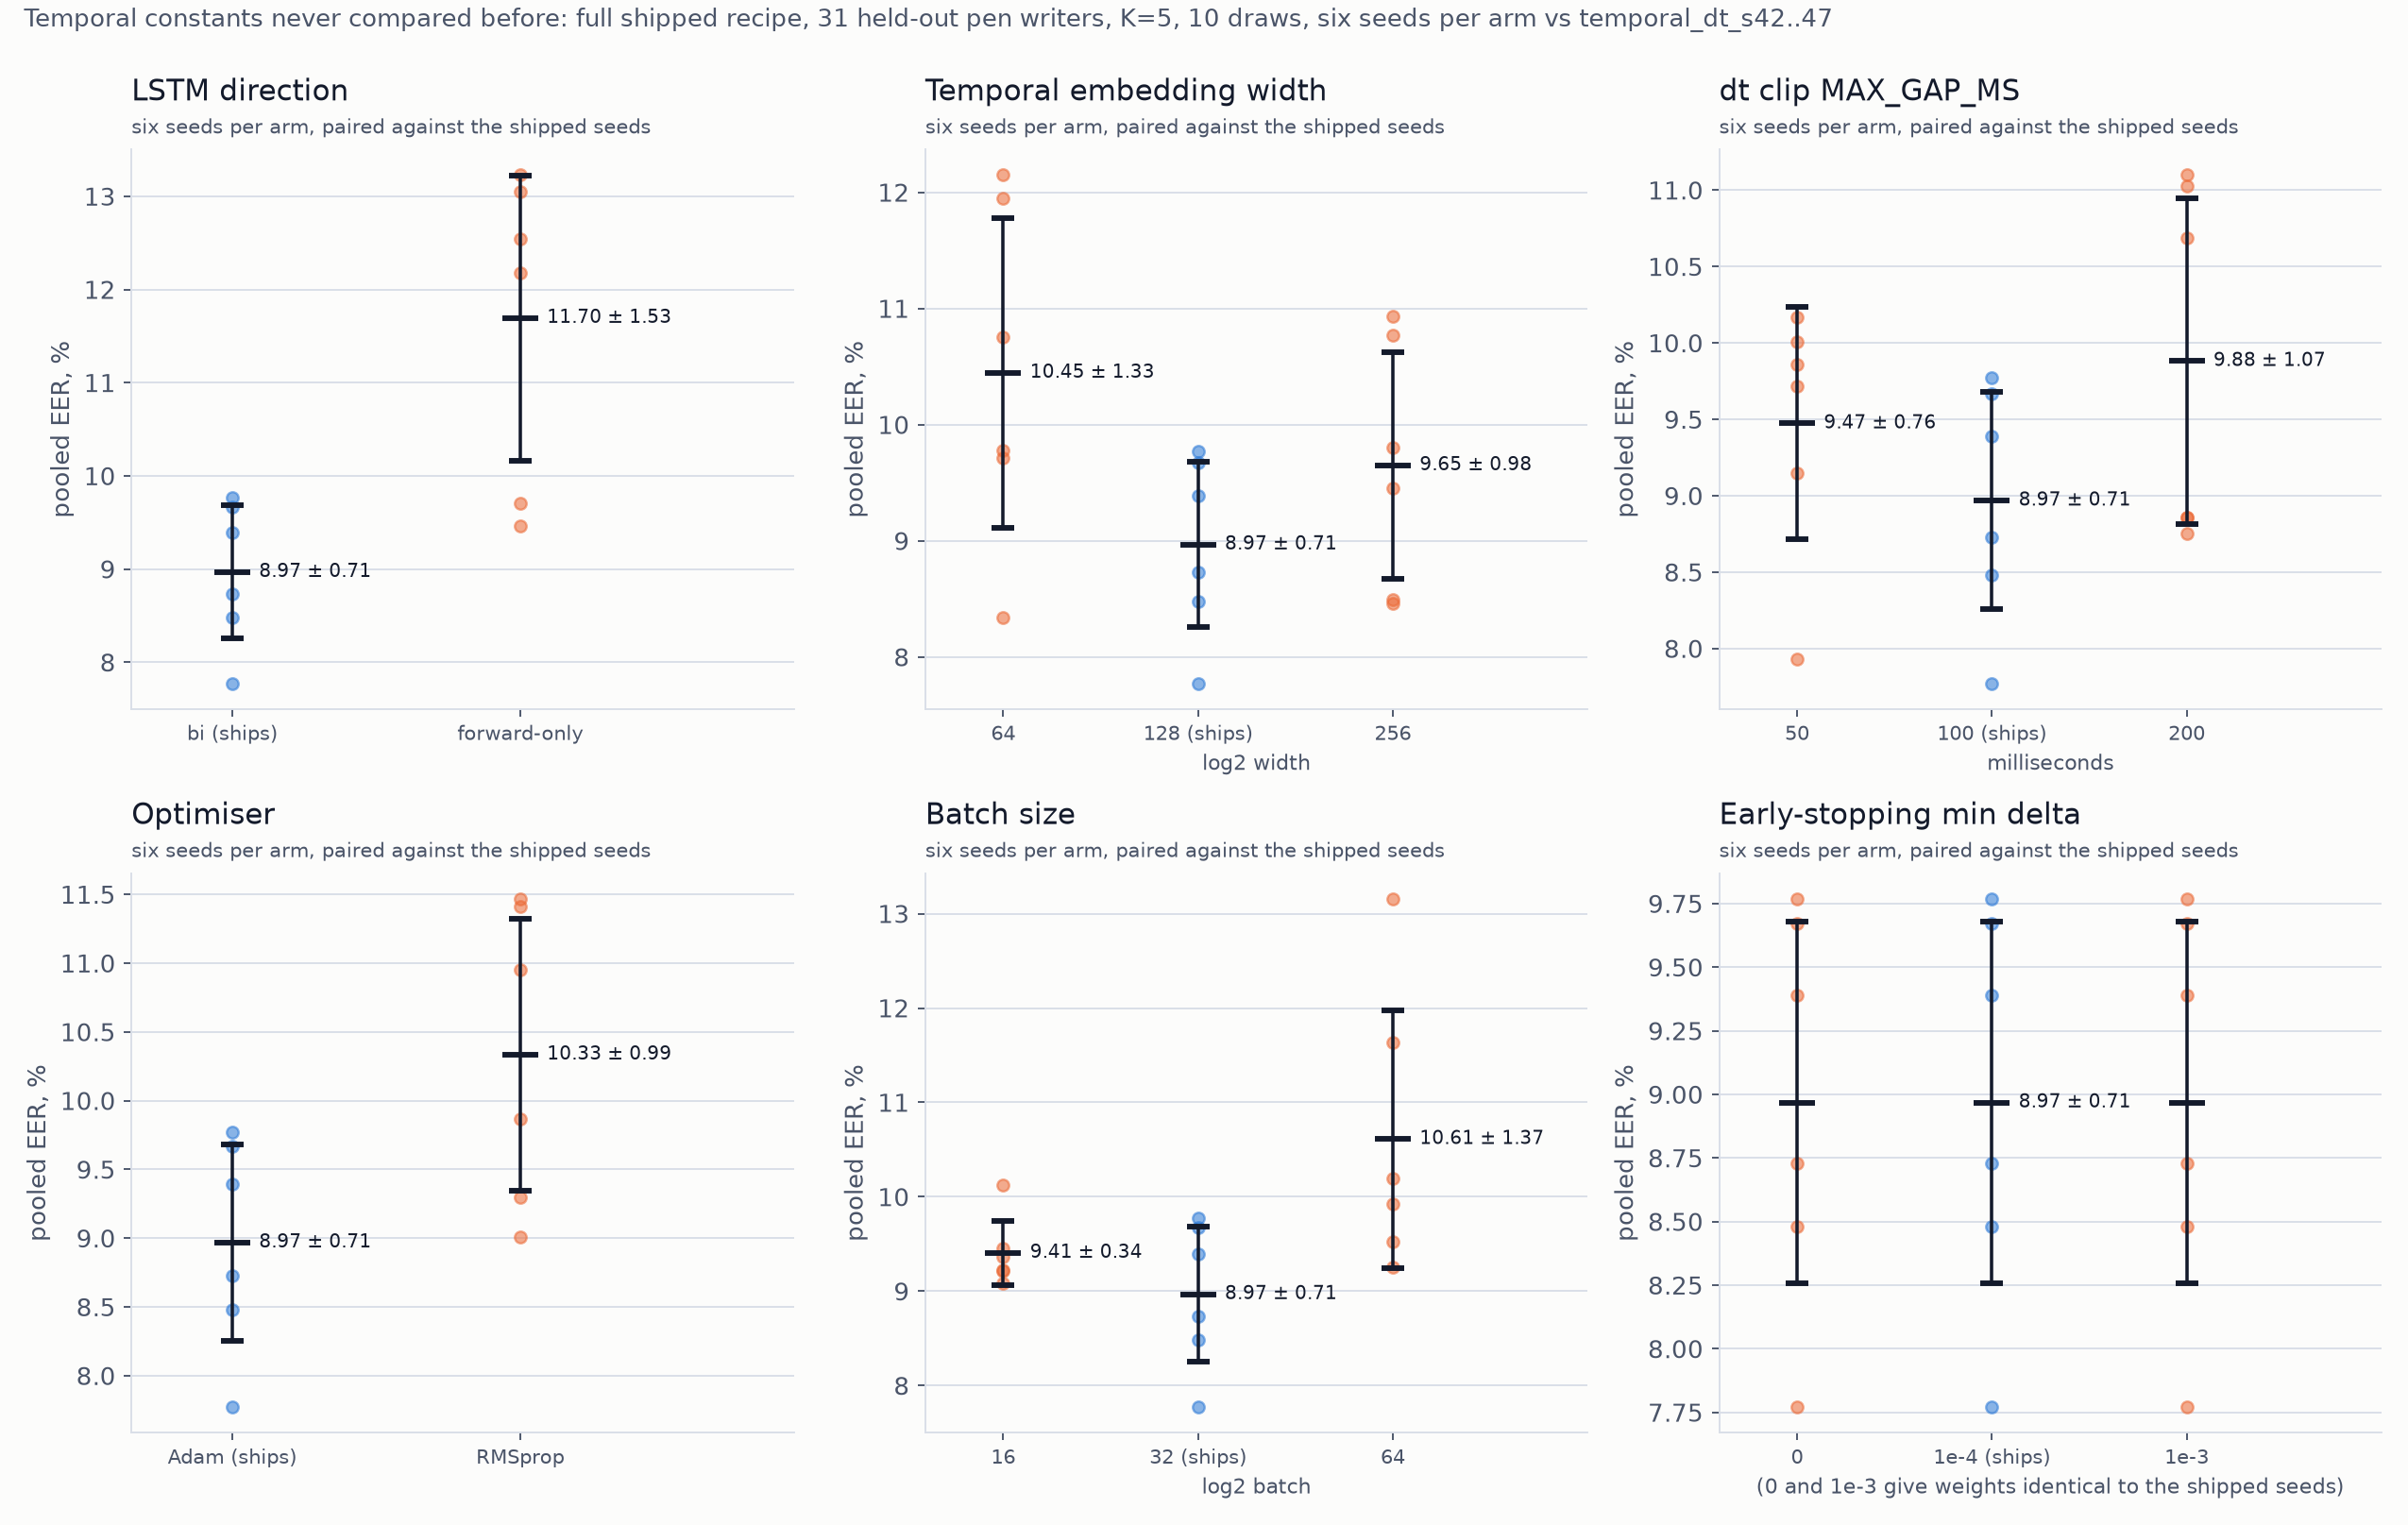 Temporal constants never compared before: full shipped recipe, 31 held-out pen writers, K=5, 10 draws, six seeds per arm vs temporal_dt_s42..47
LSTM direction
six seeds per arm, paired against the shipped seeds
pooled EER, %
13
12
11
10
9
8
11.70 ± 1.53
8.97 ± 0.71
bi (ships)
forward-only
Temporal embedding width
six seeds per arm, paired against the shipped seeds
pooled EER, %
12
11
10
9
8
10.45 ± 1.33
8.97 ± 0.71
9.65 ± 0.98
64
128 (ships)
256
log2 width
dt clip MAX_GAP_MS
six seeds per arm, paired against the shipped seeds
pooled EER, %
11.0
10.5
10.0
9.5
9.0
8.5
8.0
9.47 ± 0.76
8.97 ± 0.71
9.88 ± 1.07
50
100 (ships)
200
milliseconds
Optimiser
six seeds per arm, paired against the shipped seeds
pooled EER, %
11.5
11.0
10.5
10.0
9.5
9.0
8.5
8.0
8.97 ± 0.71
10.33 ± 0.99
Adam (ships)
RMSprop
Batch size
six seeds per arm, paired against the shipped seeds
pooled EER, %
13
12
11
10
9
8
9.41 ± 0.34
8.97 ± 0.71
10.61 ± 1.37
16
32 (ships)
64
log2 batch
Early-stopping min delta
six seeds per arm, paired against the shipped seeds
pooled EER, %
9.75
9.50
9.25
9.00
8.75
8.50
8.25
8.00
7.75
8.97 ± 0.71
0
1e-4 (ships)
1e-3
(0 and 1e-3 give weights identical to the shipped seeds)